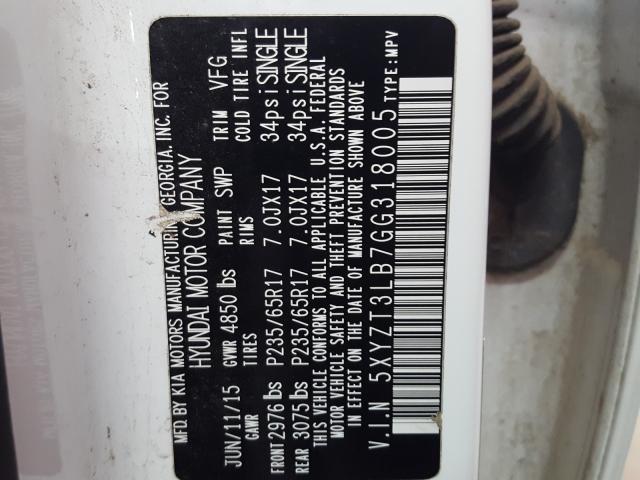 MFD BY KIA MOTORS MANUFACTURING GEORGIA. INC. FOR
HYUNDAI MOTOR COMPANY
JUN/11/15 GVWR 4850 lbs PAINT SWP TRIM VFG
GAWR TIRES RIMS COLD TIRE INFL
FRONT 2976 lbs P235/65R17 7.0JX17 34psi SINGLE
REAR 3075 lbs P235/65R17 7.0JX17 34psi SINGLE
THIS VEHICLE CONFORMS TO ALL APPLICABLE U.S.A. FEDERAL
MOTOR VEHICLE SAFETY AND THEFT PREVENTION STANDARDS
IN EFFECT ON THE DATE OF MANUFACTURE SHOWN ABOVE
V.I.N 5XYZT3LB7GG318005 TYPE:MPV